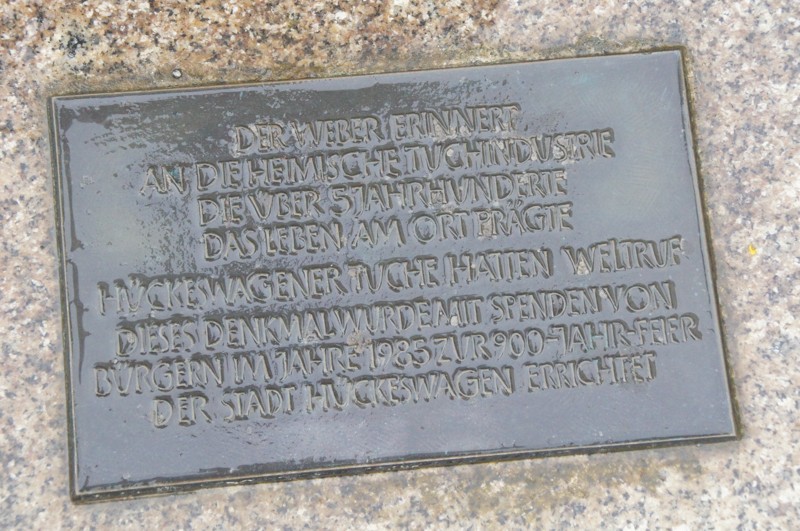 DER WEBER ERINNERT
AN DIE HEIMISCHE TUCHINDUSTRIE
DIE ÜBER 5 JAHRHUNDERTE
DAS LEBEN AM ORT PRÄGTE
HÜCKESWAGENER TUCHE HATTEN WELTRUF
DIESES DENKMAL WURDE MIT SPENDEN VON
BÜRGERN IM JAHRE 1985 ZUR 900-JAHR-FEIER
DER STADT HÜCKESWAGEN ERRICHTET